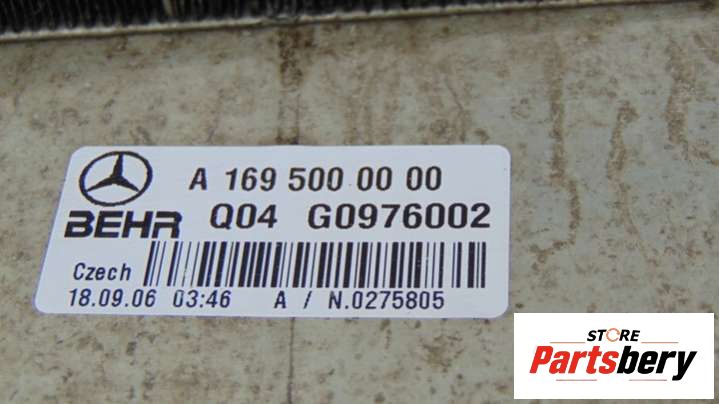 A 169 500 00 00
BEHR Q04 G0976002
Czech
18.09.06 03:46 A / N.0275805
STORE
Partsbery